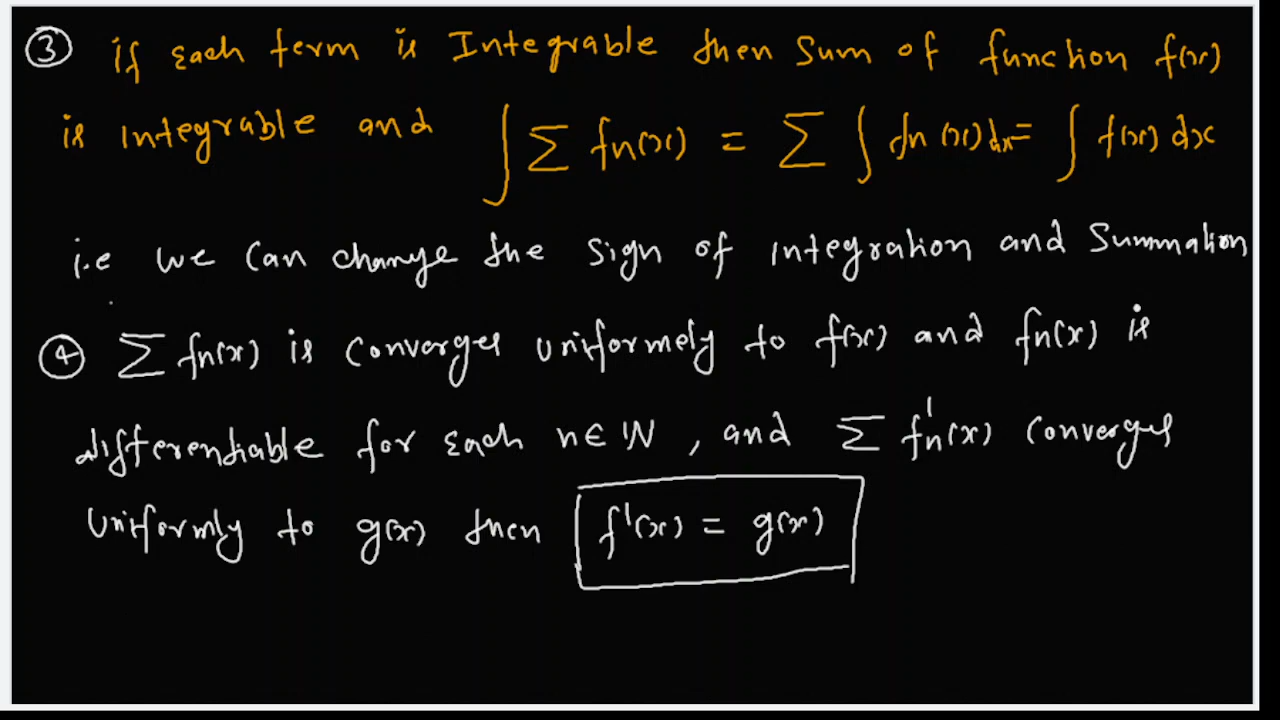 ③ if each term is Integrable then sum of function f(x)
is integrable and ∫ Σ fn(x) = Σ ∫ fn(x)dx = ∫ f(x) dx
i.e we can change the sign of integration and summation
④ Σ fn(x) is converges uniformely to f(x) and fn(x) is
differentiable for each n∈ℕ, and Σ fn'(x) converges
uniformly to g(x) then f'(x) = g(x)